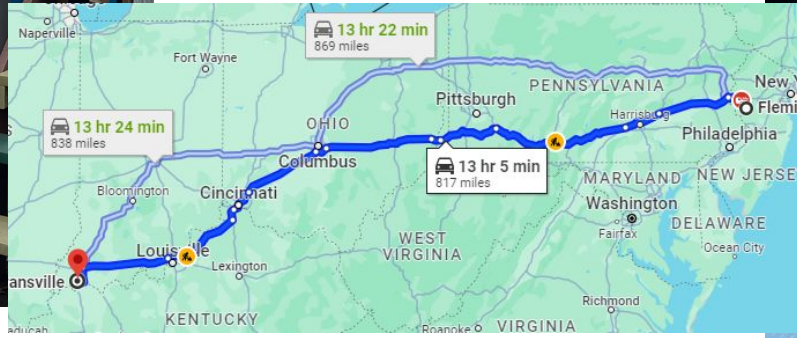 Naperville
13 hr 22 min
869 miles
Fort Wayne
New Y
PENNSYLVANIA
Pittsburgh
Flemi
13 hr 24 min
838 miles
OHIO
Harrisburg
Philadelphia
Columbus
13 hr 5 min
817 miles
Bloomington
Cincinnati
MARYLAND
NEW JERSE
Washington
DELAWARE
WEST
VIRGINIA
Fairfax
Ocean City
Louisville
ansville
Lexington
Richmond
KENTUCKY
aducah
Roanoke
VIRGINIA